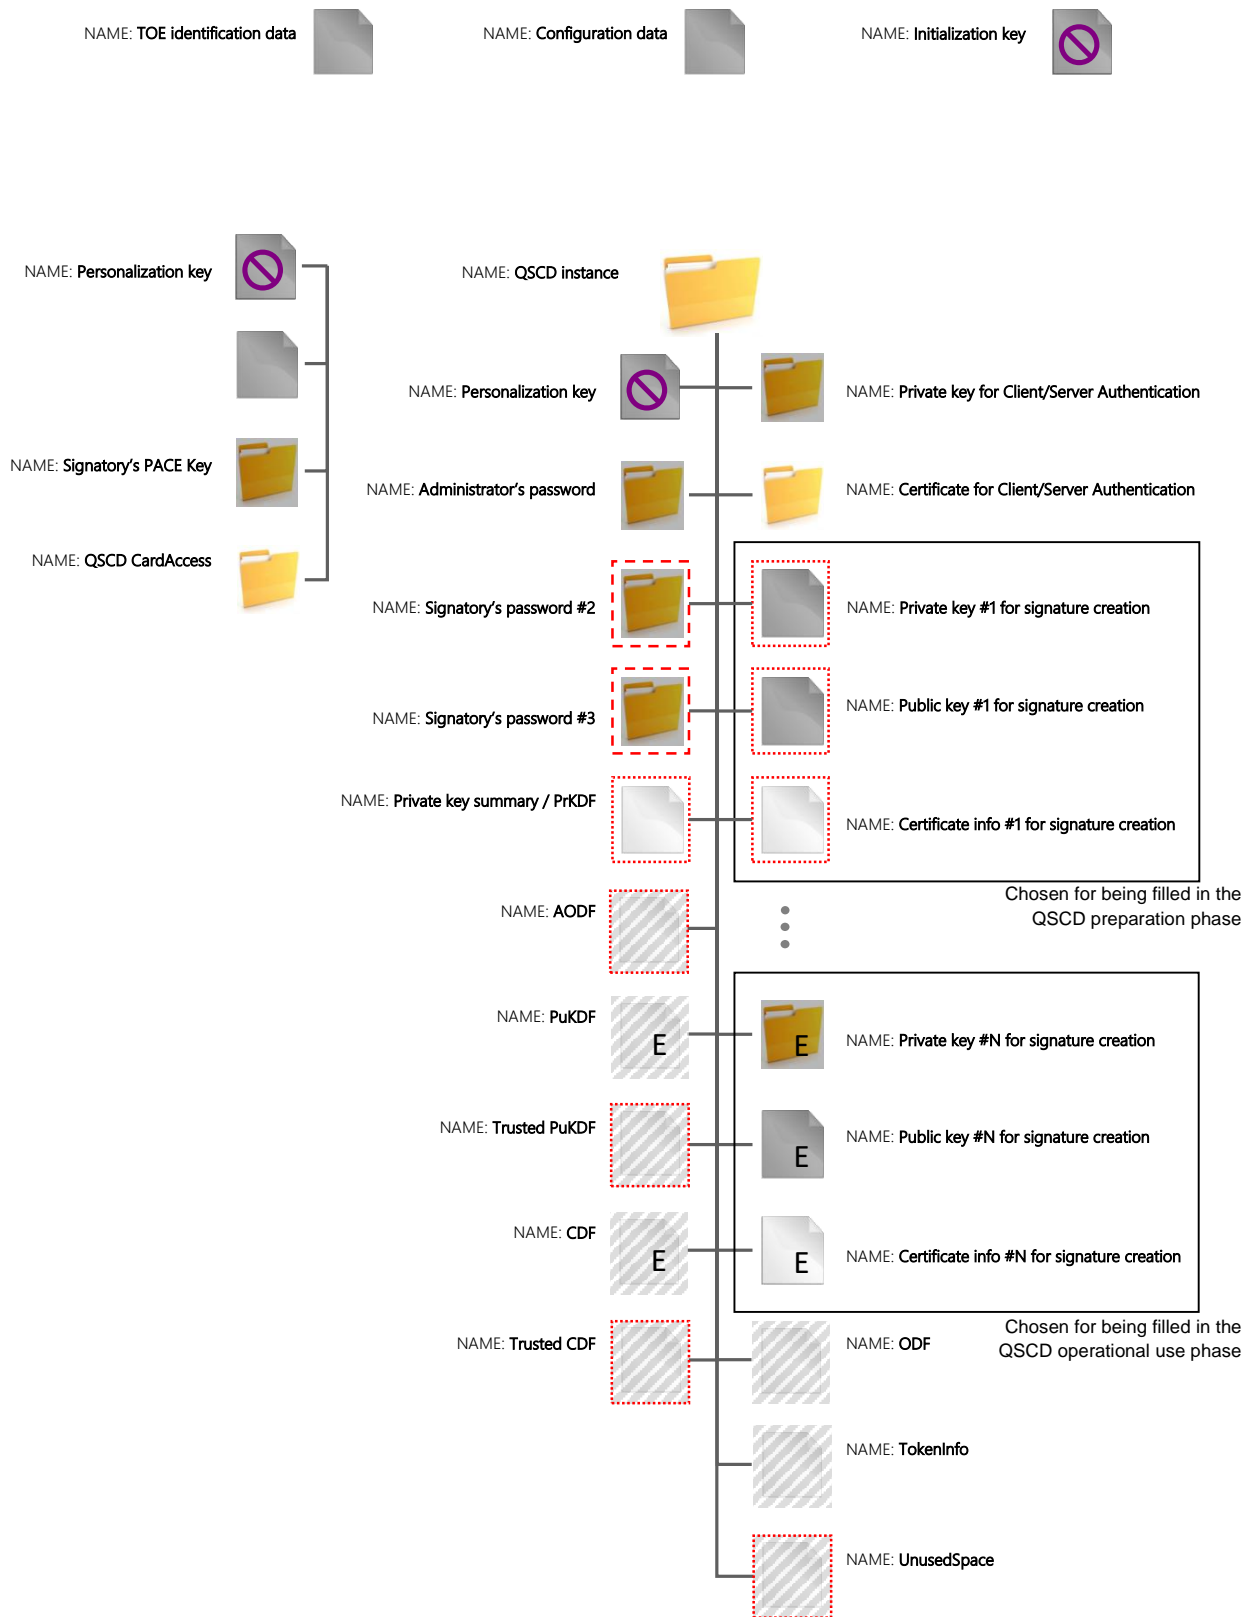 NAME: TOE identification data
NAME: Configuration data
NAME: Initialization key
NAME: Personalization key
NAME: Signatory's PACE Key
NAME: QSCD CardAccess
NAME: QSCD instance
NAME: Personalization key
NAME: Private key for Client/Server Authentication
NAME: Administrator's password
NAME: Certificate for Client/Server Authentication
NAME: Signatory's password #2
NAME: Private key #1 for signature creation
NAME: Signatory's password #3
NAME: Public key #1 for signature creation
NAME: Private key summary / PrKDF
NAME: Certificate info #1 for signature creation
Chosen for being filled in the
QSCD preparation phase
NAME: AODF
NAME: PuKDF
E
E
NAME: Private key #N for signature creation
NAME: Trusted PuKDF
E
NAME: Public key #N for signature creation
NAME: CDF
E
E
NAME: Certificate info #N for signature creation
Chosen for being filled in the
QSCD operational use phase
NAME: Trusted CDF
NAME: ODF
NAME: TokenInfo
NAME: UnusedSpace